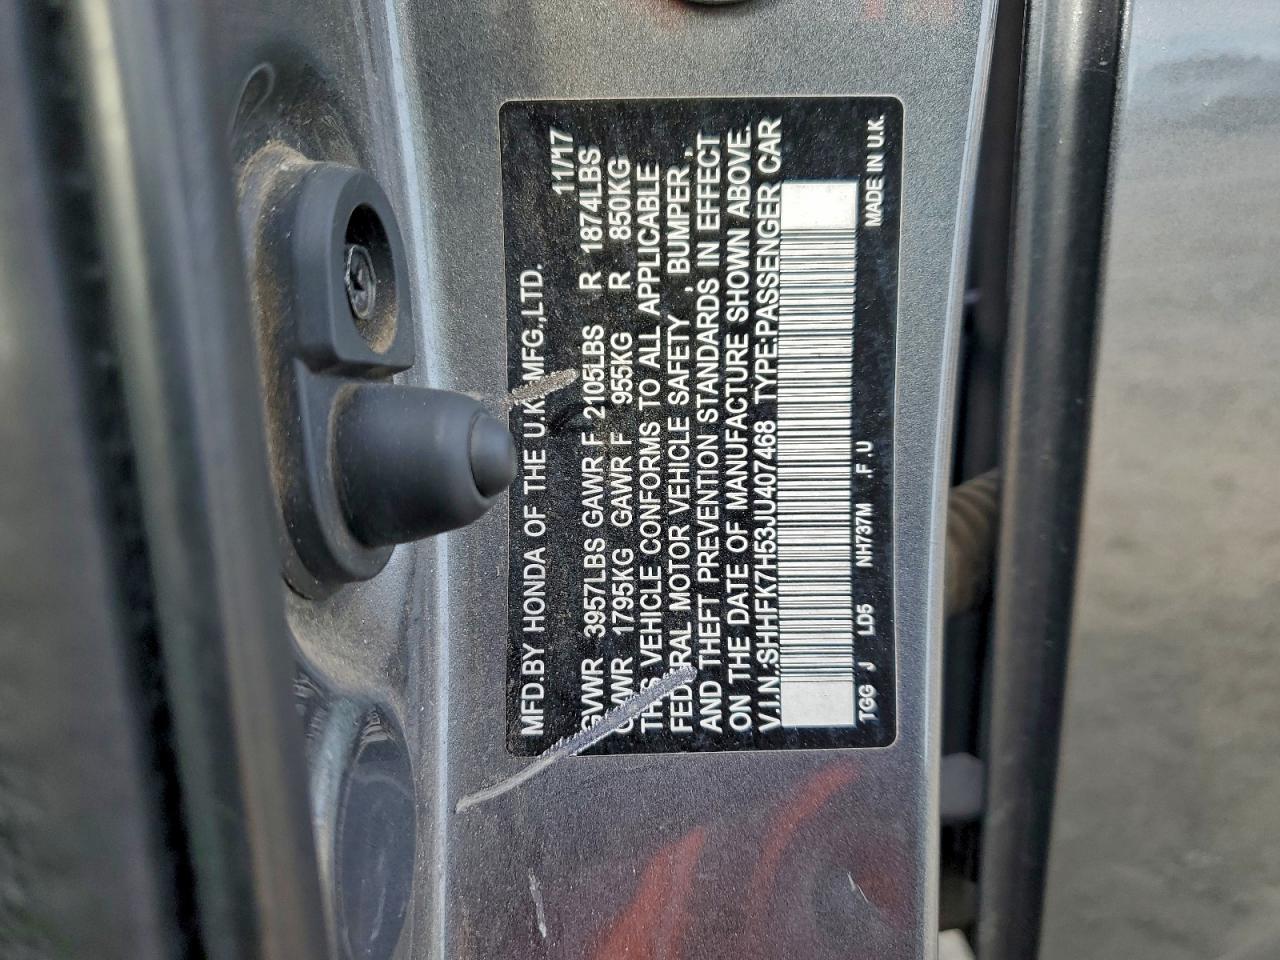 MFD.BY HONDA OF THE U.K. MFG.,LTD. 11/17
GVWR 3957LBS GAWR F 2105LBS R 1874LBS
GVWR 1795KG GAWR F 955KG R 850KG
THIS VEHICLE CONFORMS TO ALL APPLICABLE
FEDERAL MOTOR VEHICLE SAFETY , BUMPER ,
AND THEFT PREVENTION STANDARDS IN EFFECT
ON THE DATE OF MANUFACTURE SHOWN ABOVE.
V.I.N.:SHHFK7H53JU407468 TYPE:PASSENGER CAR
TGG J LD5 NH737M F .U MADE IN U.K.